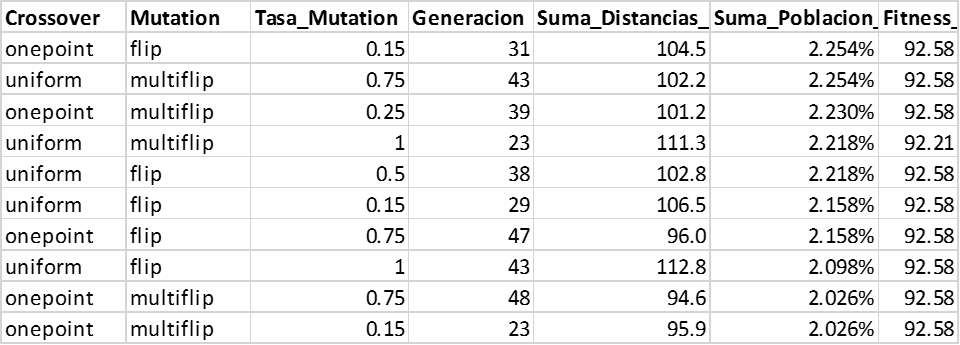 Crossover Mutation Tasa_Mutation Generacion Suma_Distancias_ Suma_Poblacion_ Fitness_
onepoint flip 0.15 31 104.5 2.254% 92.58
uniform multiflip 0.75 43 102.2 2.254% 92.58
onepoint multiflip 0.25 39 101.2 2.230% 92.58
uniform multiflip 1 23 111.3 2.218% 92.21
uniform flip 0.5 38 102.8 2.218% 92.58
uniform flip 0.15 29 106.5 2.158% 92.58
onepoint flip 0.75 47 96.0 2.158% 92.58
uniform flip 1 43 112.8 2.098% 92.58
onepoint multiflip 0.75 48 94.6 2.026% 92.58
onepoint multiflip 0.15 23 95.9 2.026% 92.58